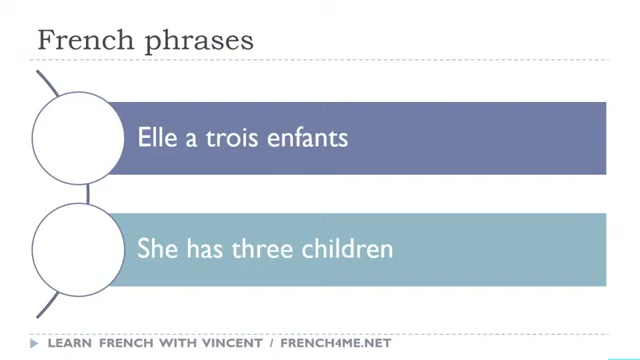 French phrases
Elle a trois enfants
She has three children
LEARN FRENCH WITH VINCENT / FRENCH4ME.NET